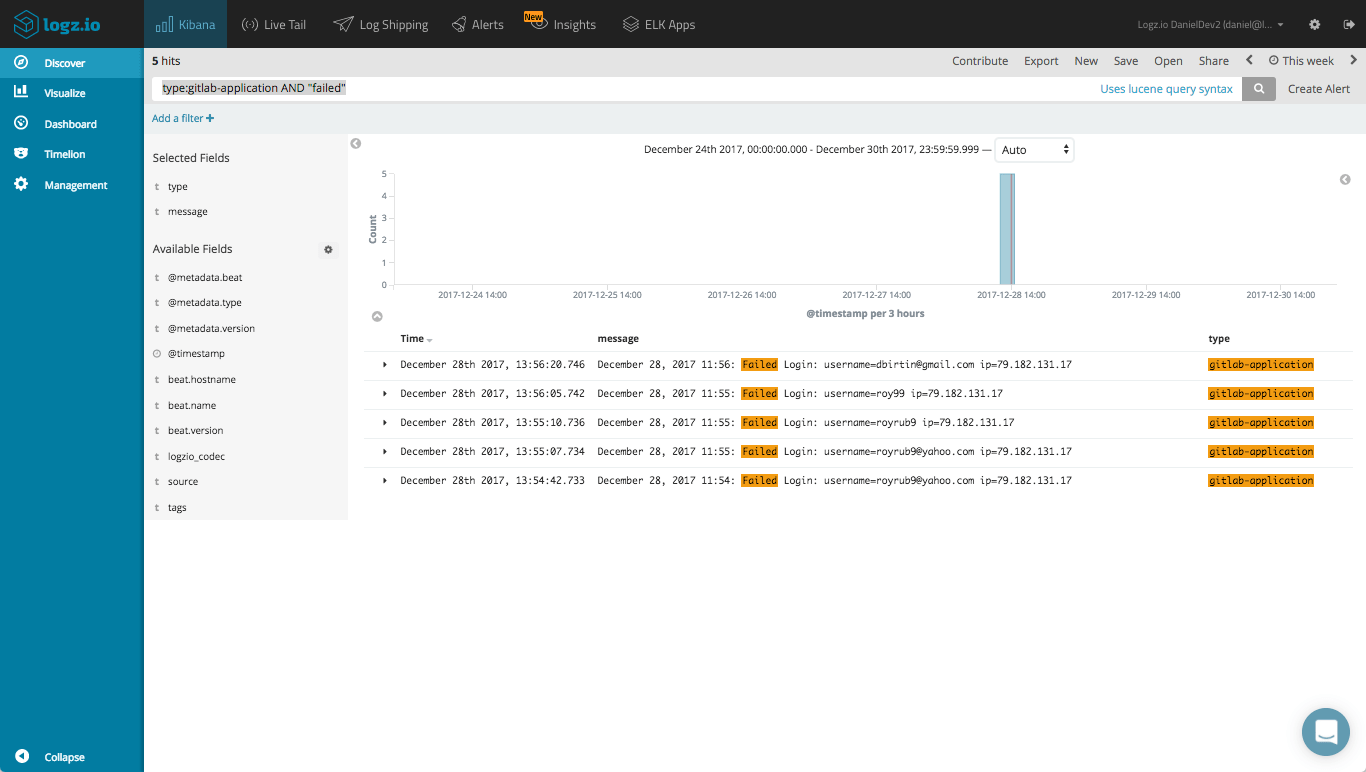 logz.io
Kibana
Live Tail
Log Shipping
Alerts
New
Insights
ELK Apps
Logz.io DanielDev2 (daniel@l...
Discover
Visualize
Dashboard
Timelion
Management
Collapse
5 hits
Contribute
Export
New
Save
Open
Share
This week
type:gitlab-application AND "failed"
Uses lucene query syntax
Create Alert
Add a filter +
Selected Fields
t type
t message
Available Fields
t @metadata.beat
t @metadata.type
t @metadata.version
@timestamp
t beat.hostname
t beat.name
t beat.version
t logzio_codec
t source
t tags
December 24th 2017, 00:00:00.000 - December 30th 2017, 23:59:59.999 — Auto
Count
5
4
3
2
1
0
2017-12-24 14:00
2017-12-25 14:00
2017-12-26 14:00
2017-12-27 14:00
2017-12-28 14:00
2017-12-29 14:00
2017-12-30 14:00
@timestamp per 3 hours
Time message type
December 28th 2017, 13:56:20.746 December 28, 2017 11:56: Failed Login: username=dbirtin@gmail.com ip=79.182.131.17 gitlab-application
December 28th 2017, 13:56:05.742 December 28, 2017 11:55: Failed Login: username=roy99 ip=79.182.131.17 gitlab-application
December 28th 2017, 13:55:10.736 December 28, 2017 11:55: Failed Login: username=royrub9 ip=79.182.131.17 gitlab-application
December 28th 2017, 13:55:07.734 December 28, 2017 11:55: Failed Login: username=royrub9@yahoo.com ip=79.182.131.17 gitlab-application
December 28th 2017, 13:54:42.733 December 28, 2017 11:54: Failed Login: username=royrub9@yahoo.com ip=79.182.131.17 gitlab-application